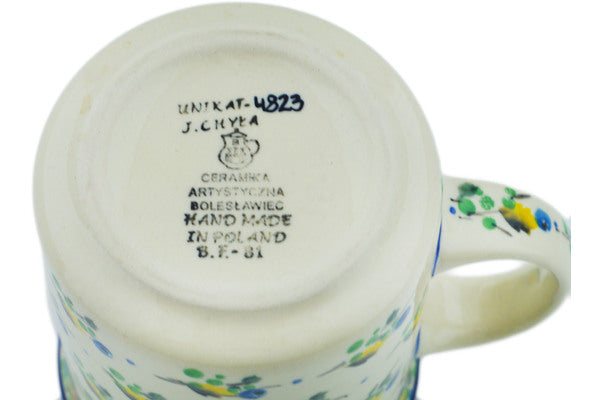 UNIKAT-4823
J. CHYŁA
CERAMIKA
ARTYSTYCZNA
BOLESŁAWIEC
HAND MADE
IN POLAND
B.F.-81